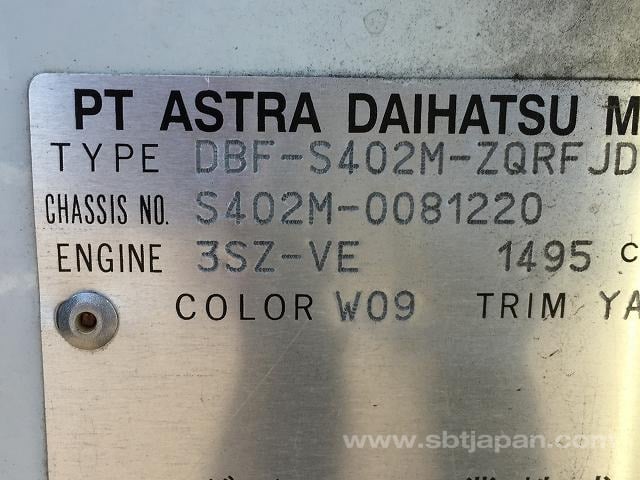 PT ASTRA DAIHATSU M
TYPE DBF-S402M-ZQRFJD
CHASSIS NO. S402M-0081220
ENGINE 3SZ-VE 1495 c
COLOR W09 TRIM YA
www.sbtjapan.com